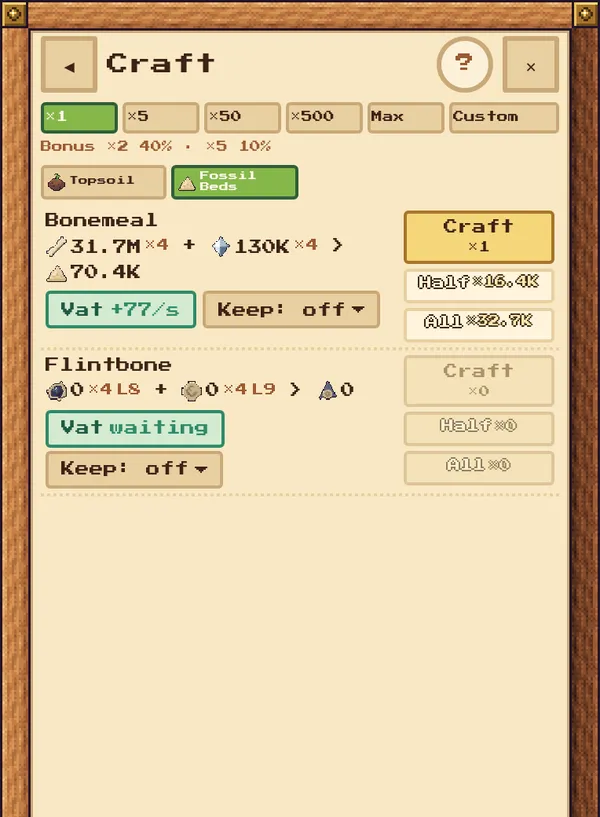 ◂ Craft ? ×
×1 ×5 ×50 ×500 Max Custom
Bonus ×2 40% · ×5 10%
Topsoil
Fossil
Beds
Bonemeal
31.7M ×4 + 130K ×4 >
70.4K
Vat +77/s
Keep: off ▾
Craft
×1
Half ×16.4K
All ×32.7K
Flintbone
0 ×4 L8 + 0 ×4 L9 > 0
Vat waiting
Keep: off ▾
Craft
×0
Half ×0
All ×0